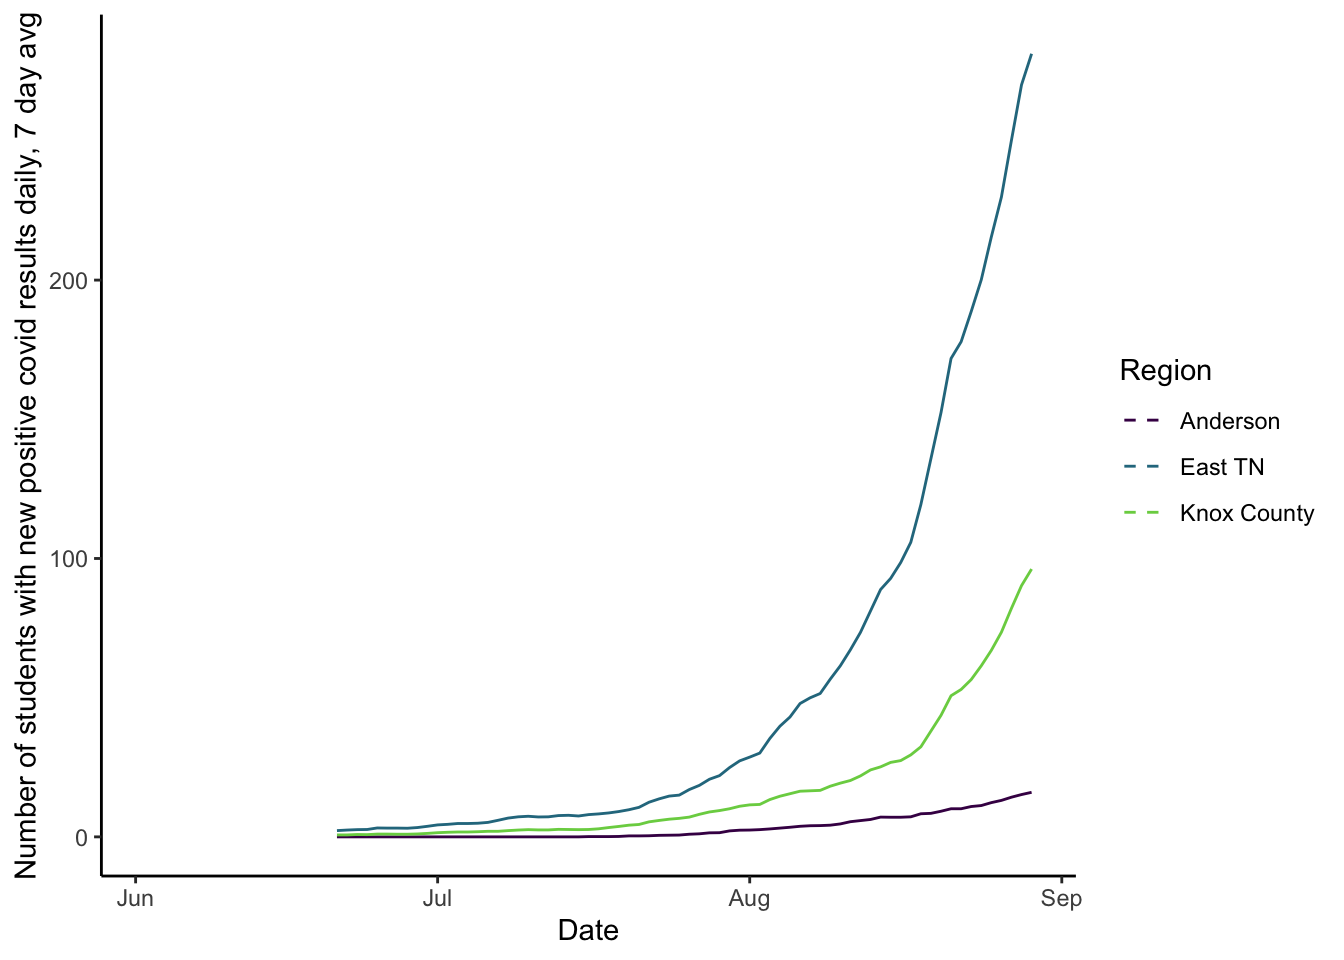 Number of students with new positive covid results daily, 7 day avg
200
100
0
Jun
Jul
Aug
Sep
Date
Region
Anderson
East TN
Knox County